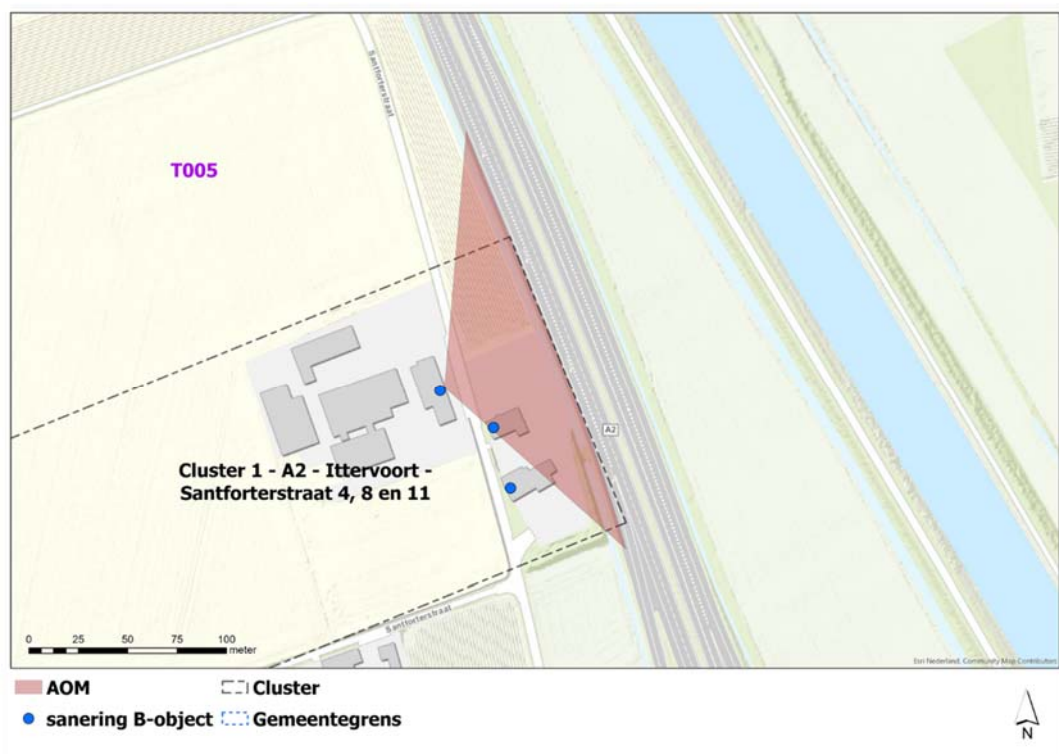 Santforterstraat
T005
A2
Cluster 1 - A2 - Ittervoort -
Santforterstraat 4, 8 en 11
Santforterstraat
0 25 50 75 100
meter
Esri Nederland, Community Map Contributors
AOM
Cluster
sanering B-object
Gemeentegrens
N